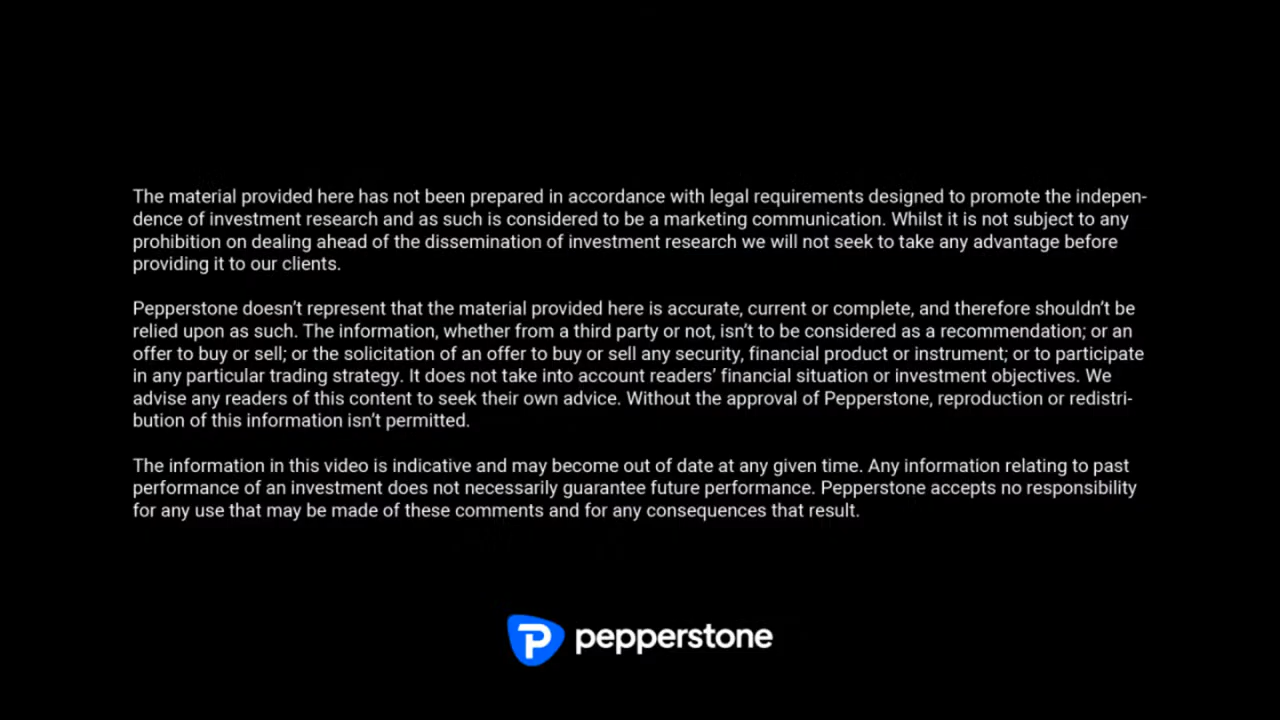 The material provided here has not been prepared in accordance with legal requirements designed to promote the indepen-
dence of investment research and as such is considered to be a marketing communication. Whilst it is not subject to any
prohibition on dealing ahead of the dissemination of investment research we will not seek to take any advantage before
providing it to our clients.
Pepperstone doesn't represent that the material provided here is accurate, current or complete, and therefore shouldn't be
relied upon as such. The information, whether from a third party or not, isn't to be considered as a recommendation; or an
offer to buy or sell; or the solicitation of an offer to buy or sell any security, financial product or instrument; or to participate
in any particular trading strategy. It does not take into account readers' financial situation or investment objectives. We
advise any readers of this content to seek their own advice. Without the approval of Pepperstone, reproduction or redistri-
bution of this information isn't permitted.
The information in this video is indicative and may become out of date at any given time. Any information relating to past
performance of an investment does not necessarily guarantee future performance. Pepperstone accepts no responsibility
for any use that may be made of these comments and for any consequences that result.
pepperstone